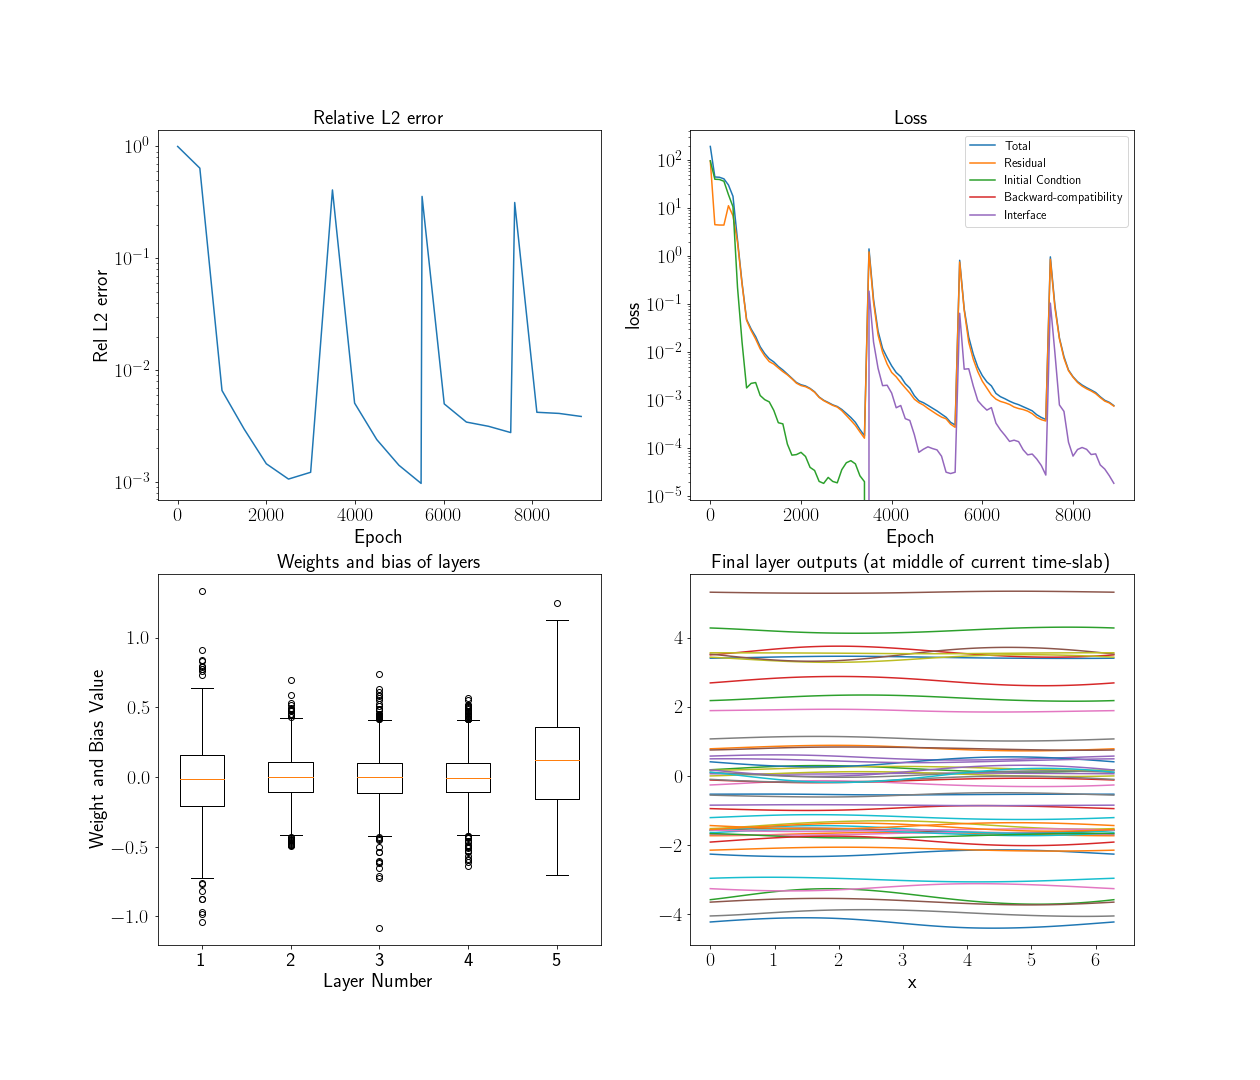 Relative L2 error
10^0
10^-1
10^-2
10^-3
Rel L2 error
0 2000 4000 6000 8000
Epoch
Loss
10^2
10^1
10^0
10^-1
10^-2
10^-3
10^-4
10^-5
loss
Total
Residual
Initial Condtion
Backward-compatibility
Interface
0 2000 4000 6000 8000
Epoch
Weights and bias of layers
1.0
0.5
0.0
−0.5
−1.0
Weight and Bias Value
1 2 3 4 5
Layer Number
Final layer outputs (at middle of current time-slab)
4
2
0
−2
−4
0 1 2 3 4 5 6
x